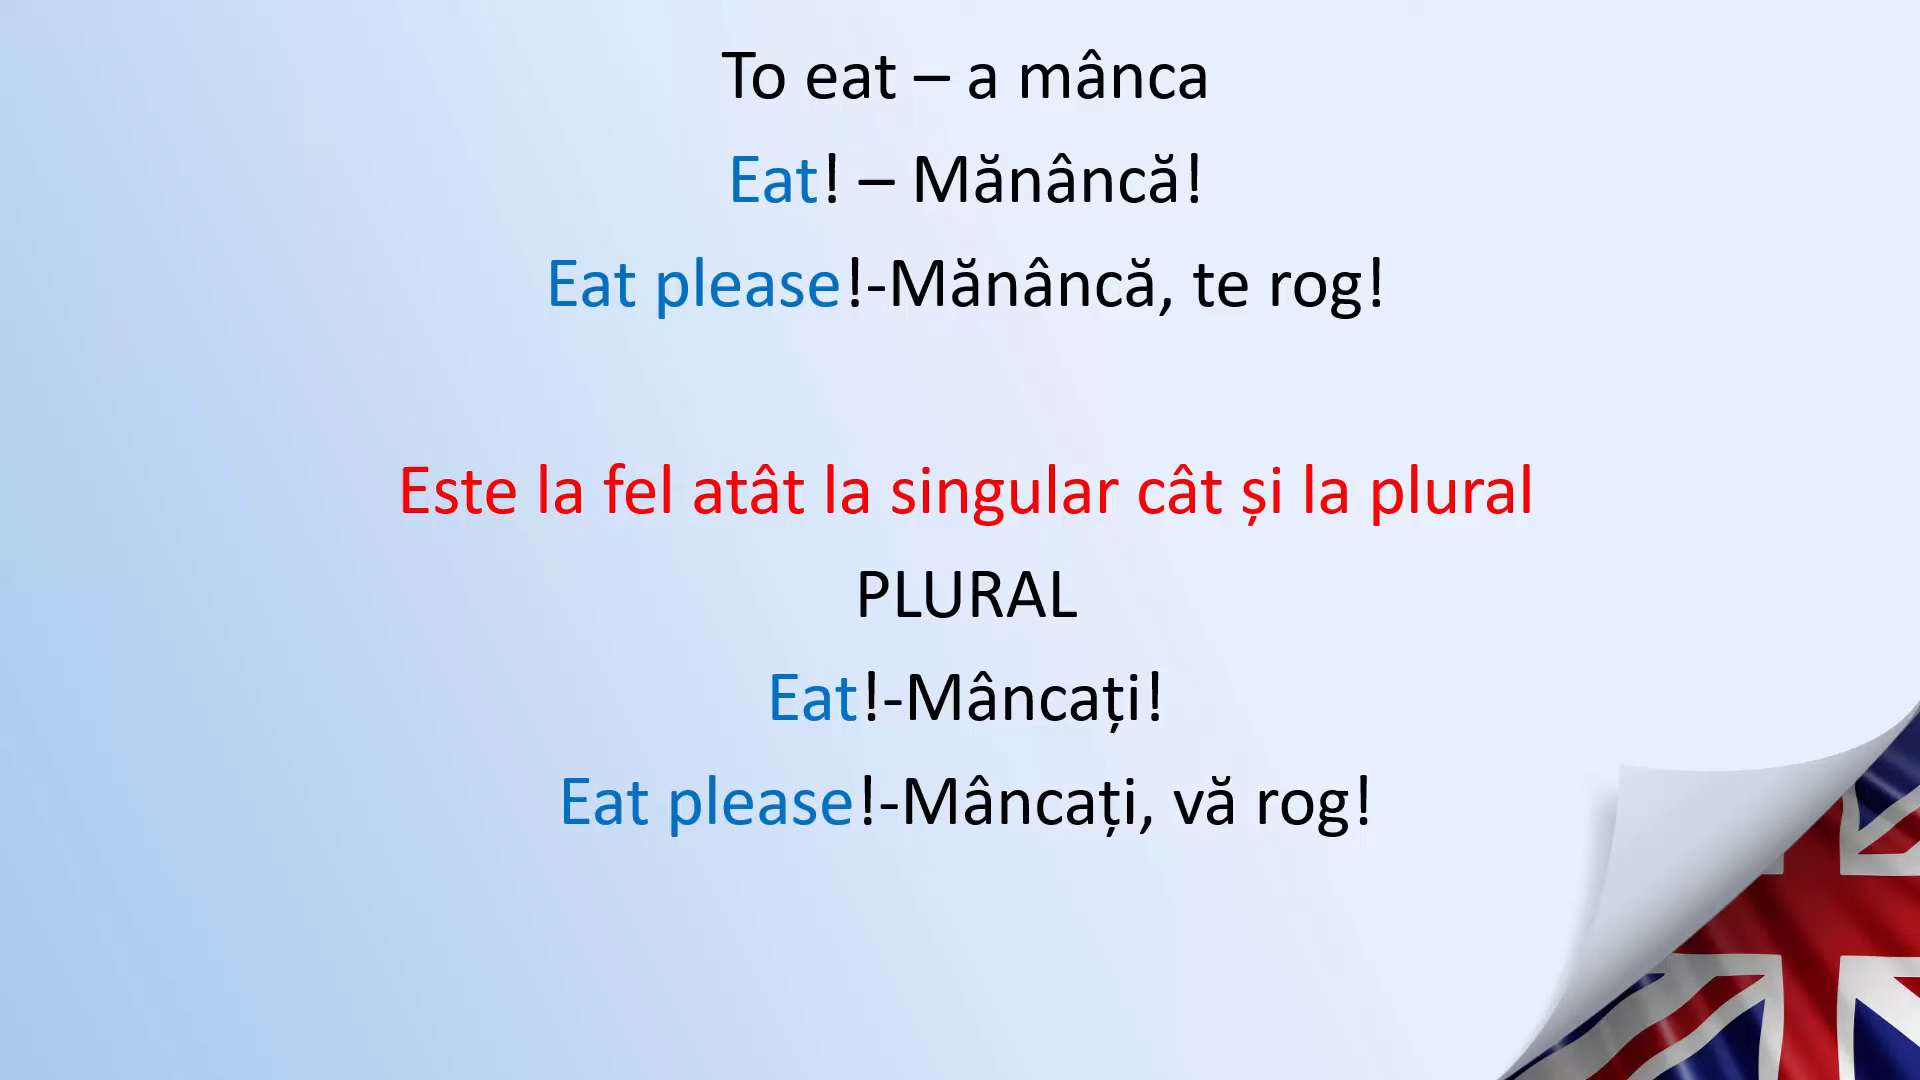 To eat – a mânca
Eat! – Mănâncă!
Eat please!-Mănâncă, te rog!
Este la fel atât la singular cât și la plural
PLURAL
Eat!-Mâncați!
Eat please!-Mâncați, vă rog!